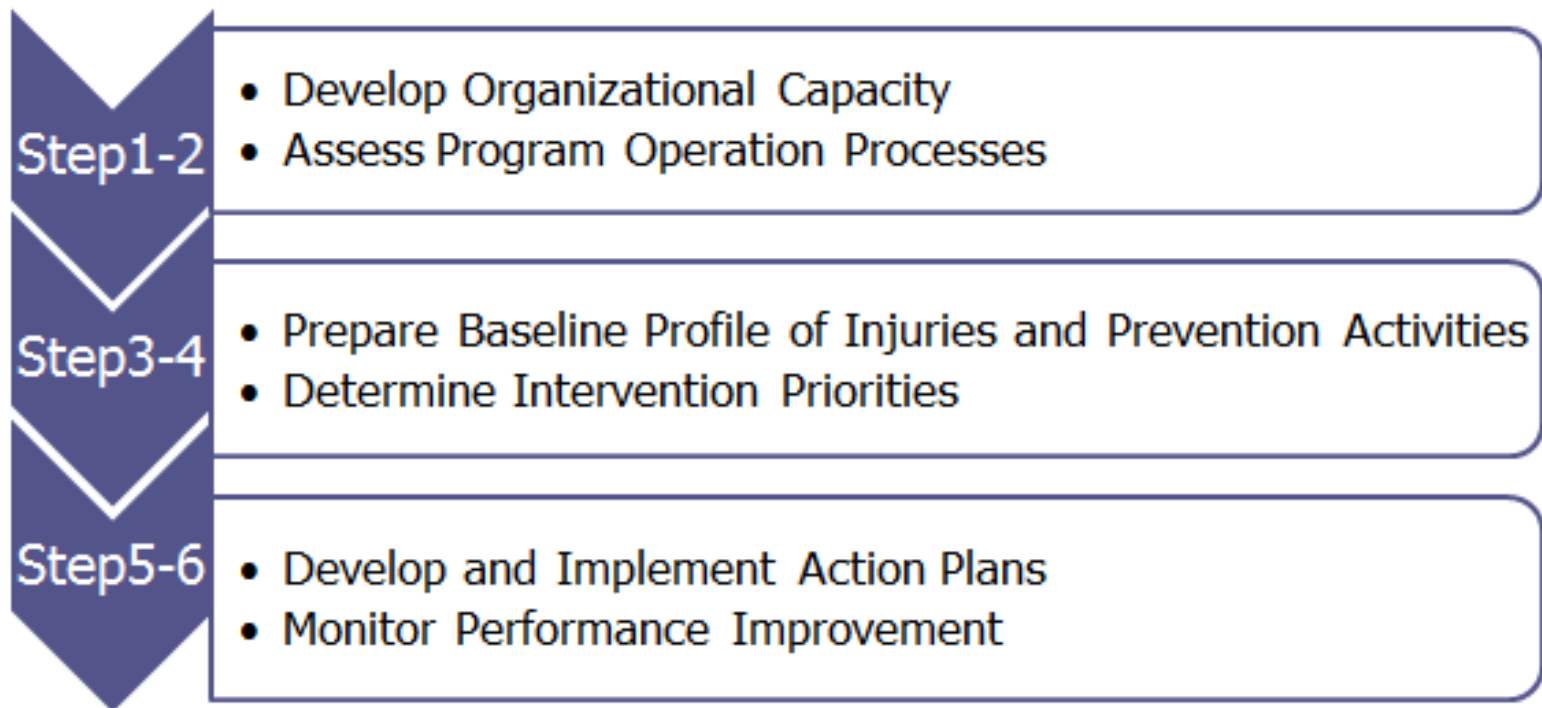 Step1-2
• Develop Organizational Capacity
• Assess Program Operation Processes
Step3-4
• Prepare Baseline Profile of Injuries and Prevention Activities
• Determine Intervention Priorities
Step5-6
• Develop and Implement Action Plans
• Monitor Performance Improvement